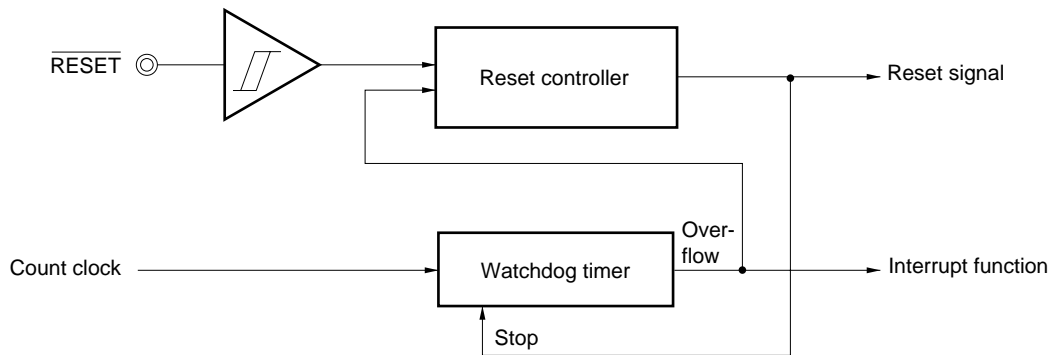 RESET
Reset controller
Reset signal
Over-
flow
Count clock
Watchdog timer
Interrupt function
Stop